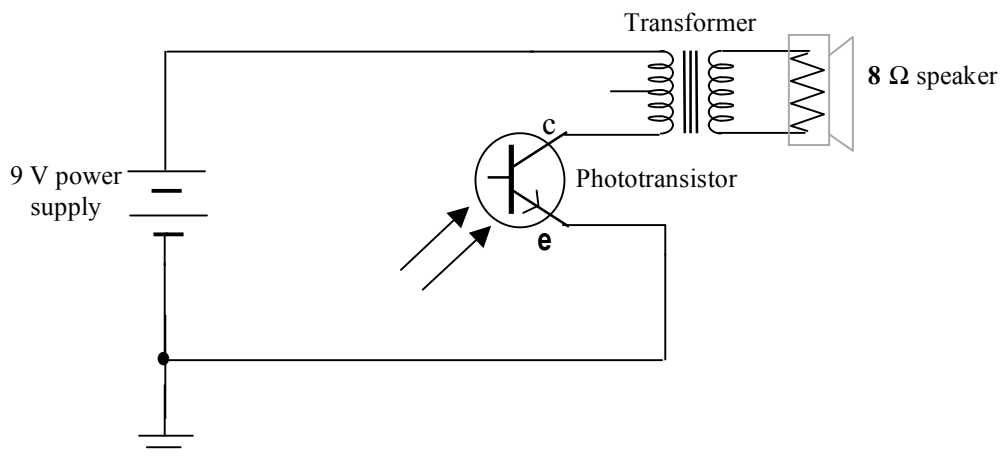 Transformer
8 Ω speaker
c
9 V power
supply
Phototransistor
e